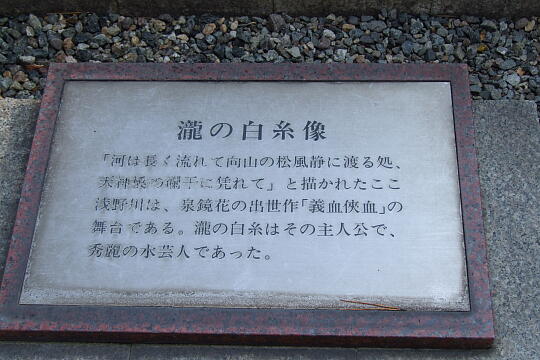 瀧の白糸像
「河は長く流れて向山の松風静に渡る処、
天神橋の欄干に凭れて」と描かれたここ
浅野川は、泉鏡花の出世作「義血俠血」の
舞台である。瀧の白糸はその主人公で、
秀麗の水芸人であった。